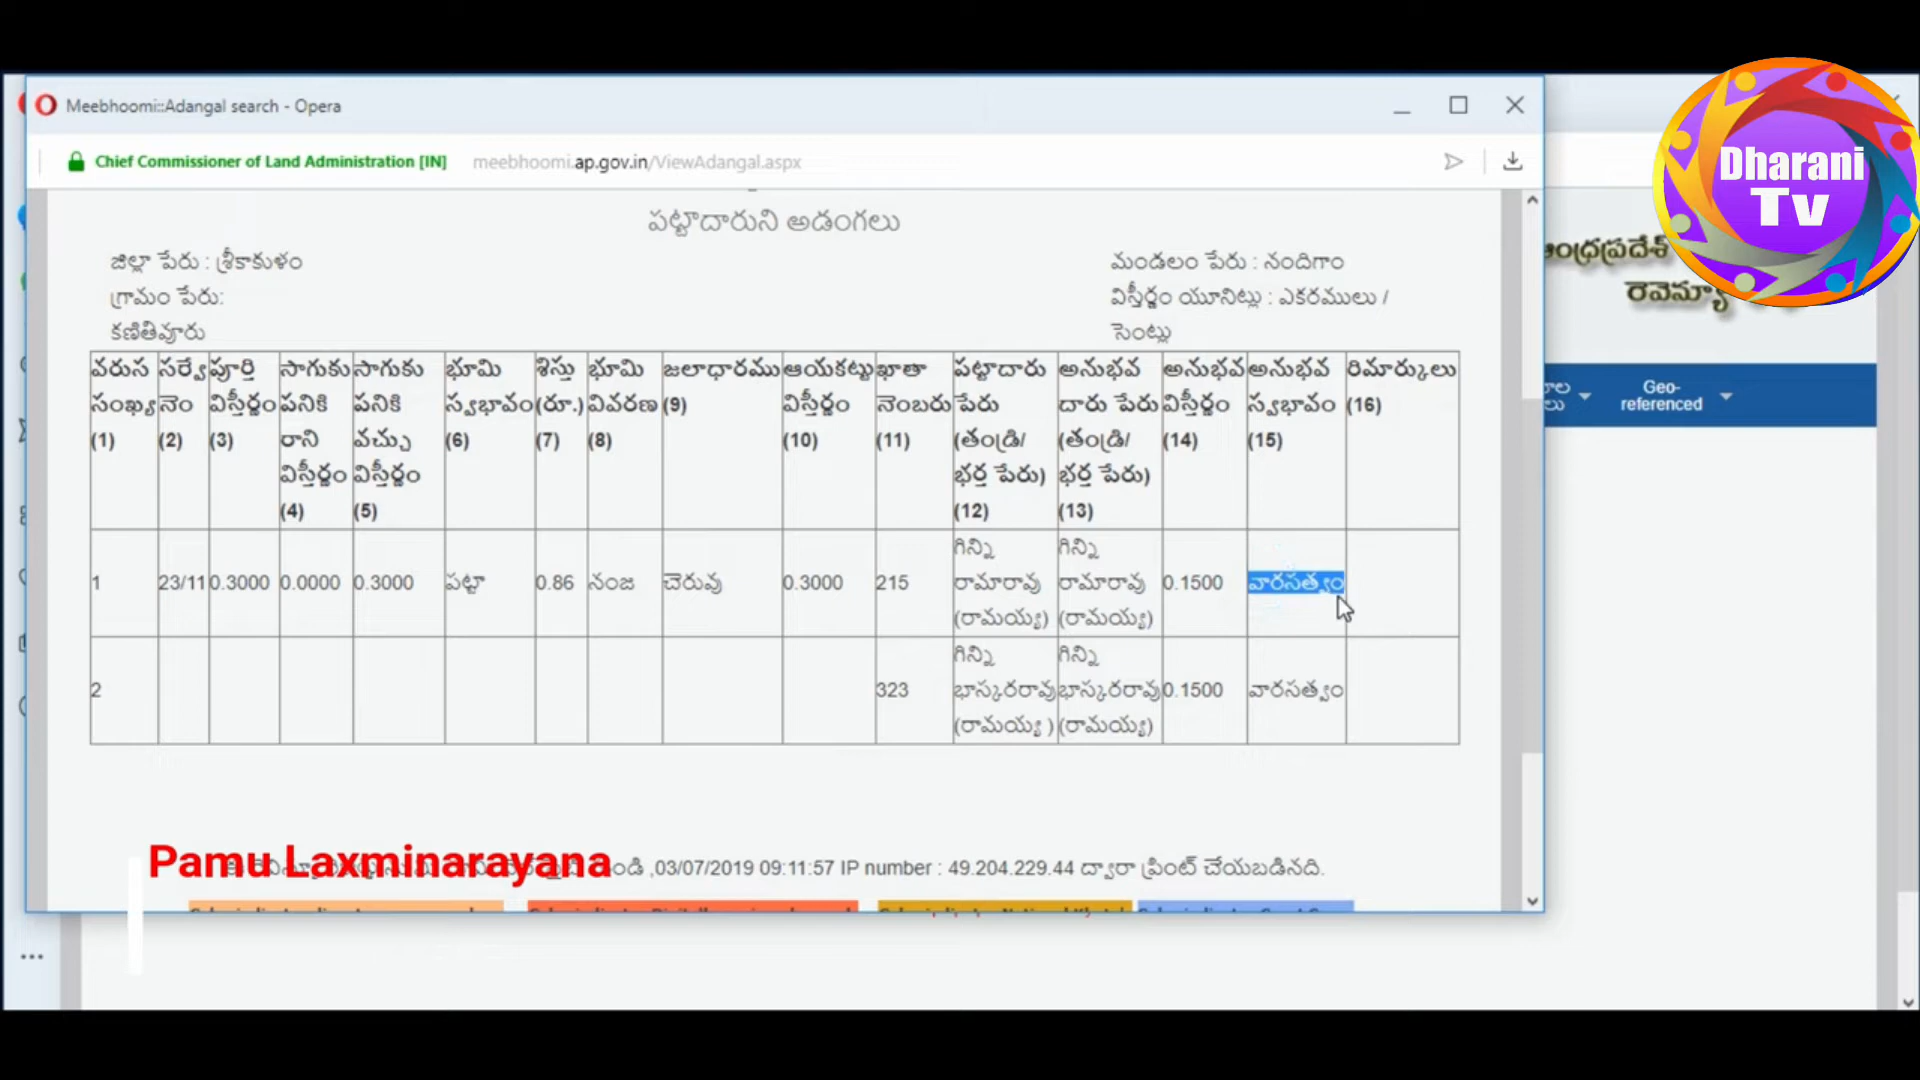 Meebhoomi::Adangal search - Opera
Chief Commissioner of Land Administration [IN] meebhoomi.ap.gov.in/ViewAdangal.aspx
Dharani
Tv
ఆంధ్రప్రదేశ్
రెవెన్యూ
పట్టాదారుని అడంగలు
జిల్లా పేరు : శ్రీకాకుళం
మండలం పేరు : నందిగాం
గ్రామం పేరు:
కణితివూరు
విస్తీర్ణం యూనిట్లు : ఎకరములు /
సెంట్లు
Geo-
referenced
వరుస సంఖ్య (1)
సర్వే నెం (2)
పూర్తి విస్తీర్ణం (3)
సాగుకు పనికి రాని విస్తీర్ణం (4)
సాగుకు పనికి వచ్చు విస్తీర్ణం (5)
భూమి స్వభావం (6)
శిస్తు (రూ.) (7)
భూమి వివరణ (8)
జలాధారము (9)
ఆయకట్టు విస్తీర్ణం (10)
ఖాతా నెంబరు (11)
పట్టాదారు పేరు (తండ్రి/ భర్త పేరు) (12)
అనుభవ దారు పేరు (తండ్రి/ భర్త పేరు) (13)
అనుభవ విస్తీర్ణం (14)
అనుభవ స్వభావం (15)
రిమార్కులు (16)
1 23/11 0.3000 0.0000 0.3000 పట్టా 0.86 నంజ చెరువు 0.3000 215 గిన్ని రామారావు (రామయ్య) గిన్ని రామారావు (రామయ్య) 0.1500 వారసత్వం
2 323 గిన్ని భాస్కరరావు (రామయ్య ) గిన్ని భాస్కరరావు (రామయ్య) 0.1500 వారసత్వం
Pamu Laxminarayana
,03/07/2019 09:11:57 IP number : 49.204.229.44 ద్వారా ప్రింట్ చేయబడినది.